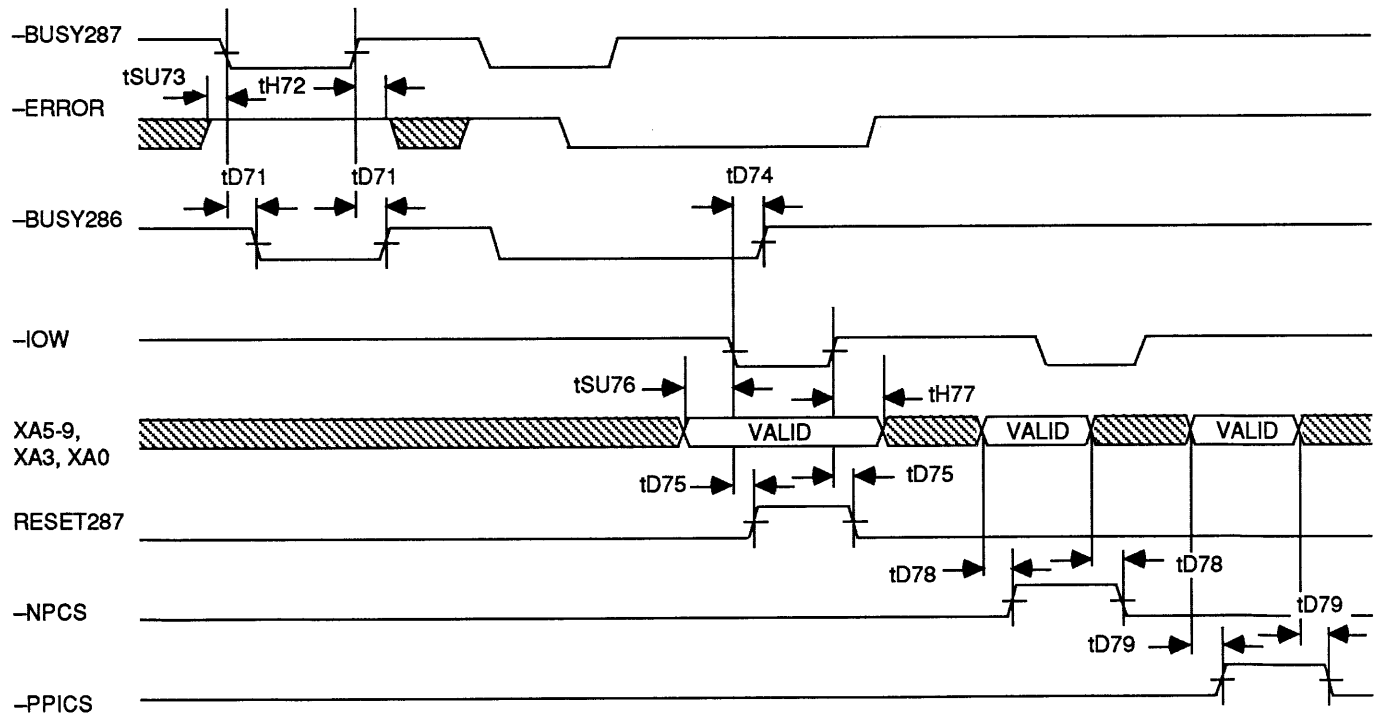 –BUSY287
tSU73
tH72
–ERROR
tD71
tD71
tD74
–BUSY286
–IOW
tSU76
tH77
XA5-9,
XA3, XA0
VALID
VALID
VALID
tD75
tD75
RESET287
tD78
tD78
–NPCS
tD79
tD79
–PPICS